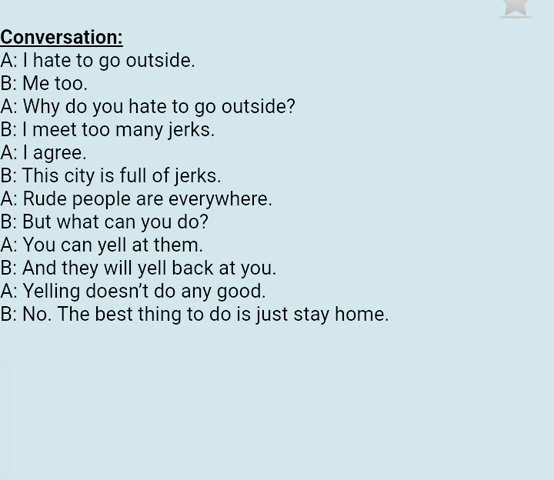 Conversation:
A: I hate to go outside.
B: Me too.
A: Why do you hate to go outside?
B: I meet too many jerks.
A: I agree.
B: This city is full of jerks.
A: Rude people are everywhere.
B: But what can you do?
A: You can yell at them.
B: And they will yell back at you.
A: Yelling doesn’t do any good.
B: No. The best thing to do is just stay home.